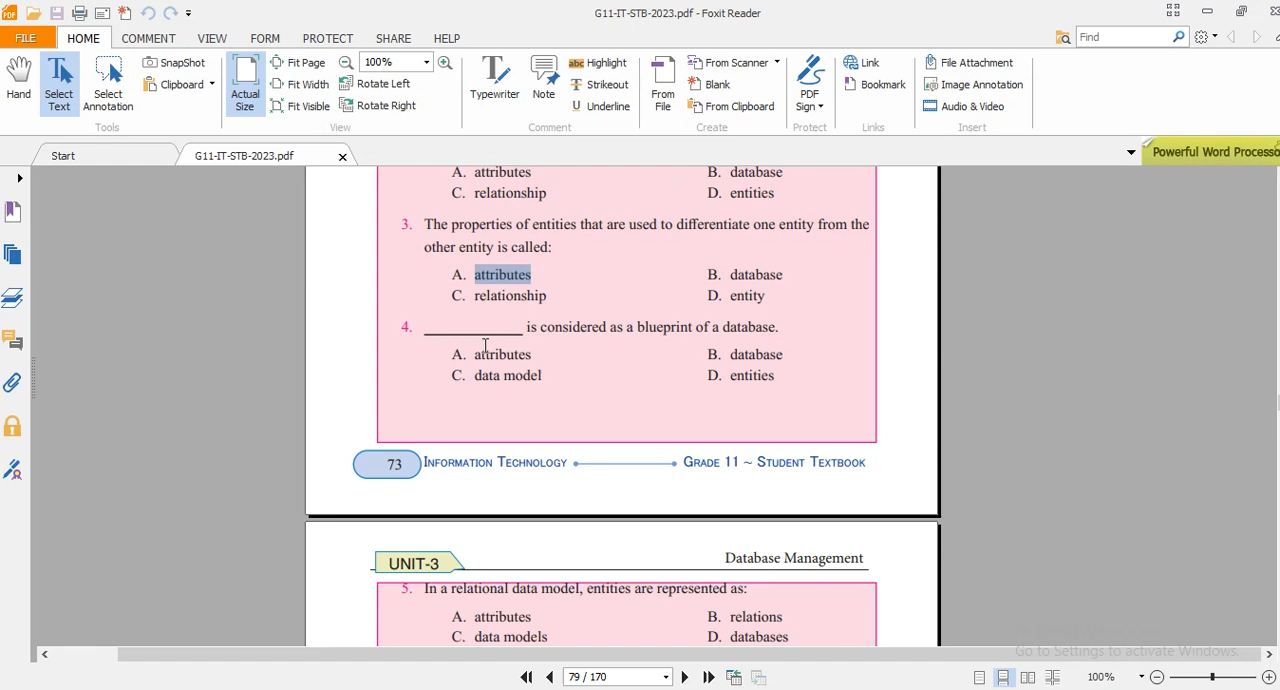 G11-IT-STB-2023.pdf - Foxit Reader
FILE HOME COMMENT VIEW FORM PROTECT SHARE HELP
Find
Hand
Select Text
Select Annotation
SnapShot
Clipboard
Tools
Actual Size
Fit Page
Fit Width
Fit Visible
100%
Rotate Left
Rotate Right
View
Typewriter
Note
Highlight
Strikeout
Underline
Comment
From File
From Scanner
Blank
From Clipboard
Create
PDF Sign
Protect
Link
Bookmark
Links
File Attachment
Image Annotation
Audio & Video
Insert
Start
G11-IT-STB-2023.pdf
Powerful Word Processo
A. attributes B. database
C. relationship D. entities
3. The properties of entities that are used to differentiate one entity from the
other entity is called:
A. attributes B. database
C. relationship D. entity
4. _____________ is considered as a blueprint of a database.
A. attributes B. database
C. data model D. entities
73 INFORMATION TECHNOLOGY GRADE 11 ~ STUDENT TEXTBOOK
UNIT-3 Database Management
5. In a relational data model, entities are represented as:
A. attributes B. relations
C. data models D. databases
Go to Settings to activate Windows.
79 / 170
100%